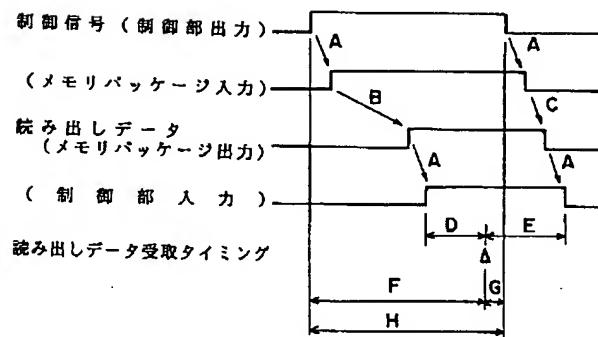 制御信号(制御部出力)
A
A
(メモリパッケージ入力)
B
C
読み出しデータ
(メモリパッケージ出力)
A
A
(制御部入力)
D
E
読み出しデータ受取タイミング
Δ
F
G
H